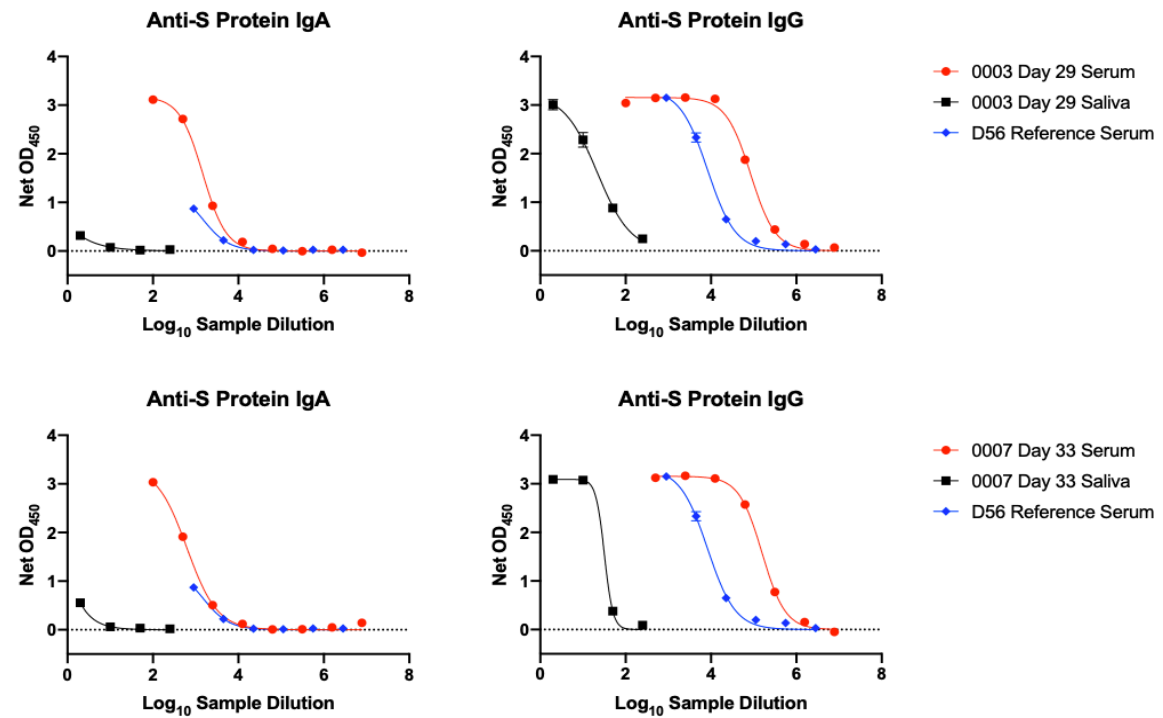 Anti-S Protein IgA
Anti-S Protein IgG
4
3
2
1
0
Net OD450
0 2 4 6 8
Log10 Sample Dilution
4
3
2
1
0
Net OD450
0 2 4 6 8
Log10 Sample Dilution
0003 Day 29 Serum
0003 Day 29 Saliva
D56 Reference Serum
Anti-S Protein IgA
Anti-S Protein IgG
4
3
2
1
0
Net OD450
0 2 4 6 8
Log10 Sample Dilution
4
3
2
1
0
Net OD450
0 2 4 6 8
Log10 Sample Dilution
0007 Day 33 Serum
0007 Day 33 Saliva
D56 Reference Serum